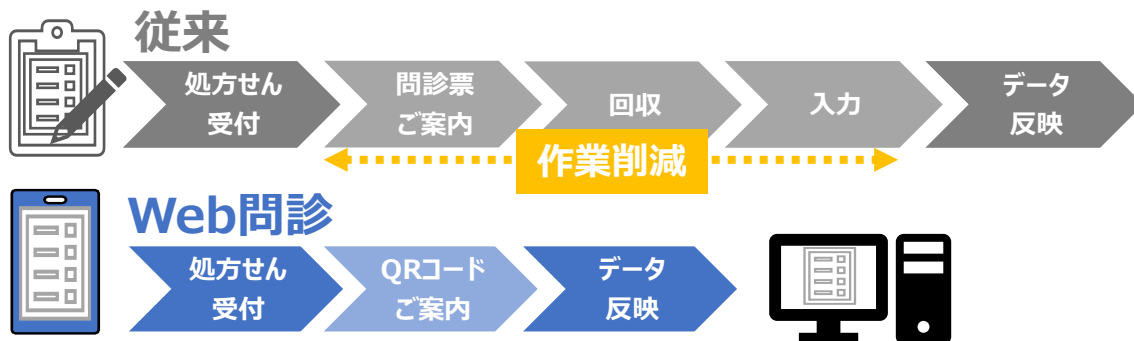 従来
処方せん
受付
問診票
ご案内
回収
入力
データ
反映
作業削減
Web問診
処方せん
受付
QRコード
ご案内
データ
反映